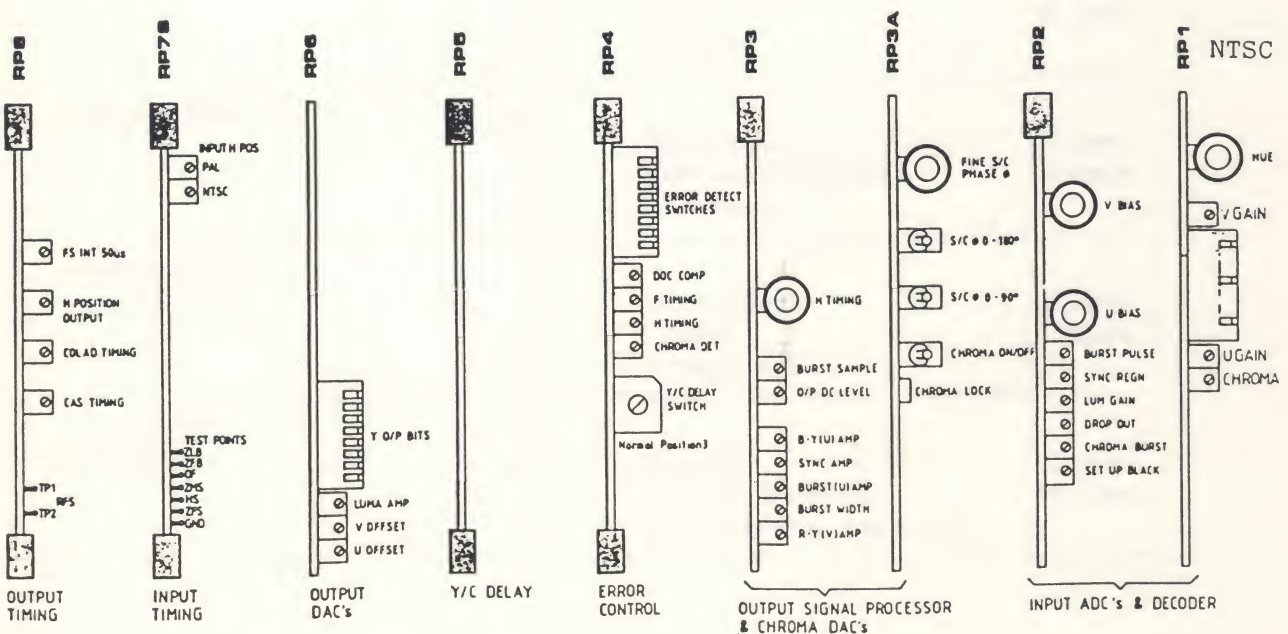 RP8
RP7S
RP6
RP5
RP4
RP3
RP3A
RP2
RP1
NTSC
FS INT 50us
H POSITION
OUTPUT
COLAD TIMING
CAS TIMING
TP1
RFS
TP2
OUTPUT
TIMING
INPUT H POS
PAL
NTSC
TEST POINTS
ZLB
ZFB
OF
ZMS
HS
ZPS
GND
INPUT
TIMING
Y O/P BITS
LUMA AMP
V OFFSET
U OFFSET
OUTPUT
DAC's
Y/C DELAY
ERROR DETECT
SWITCHES
DOC COMP
F TIMING
H TIMING
CHROMA DET
Y/C DELAY
SWITCH
Normal Position3
ERROR
CONTROL
H TIMING
BURST SAMPLE
O/P DC LEVEL
B-Y(U)AMP
SYNC AMP
BURST(U)AMP
BURST WIDTH
R-Y(V)AMP
FINE S/C
PHASE ø
S/C ø 0-180°
S/C ø 0-90°
CHROMA ON/OFF
CHROMA LOCK
OUTPUT SIGNAL PROCESSOR
& CHROMA DAC's
V BIAS
U BIAS
BURST PULSE
SYNC REGN
LUM GAIN
DROP OUT
CHROMA BURST
SET UP BLACK
HUE
V GAIN
U GAIN
CHROMA
INPUT ADC's & DECODER